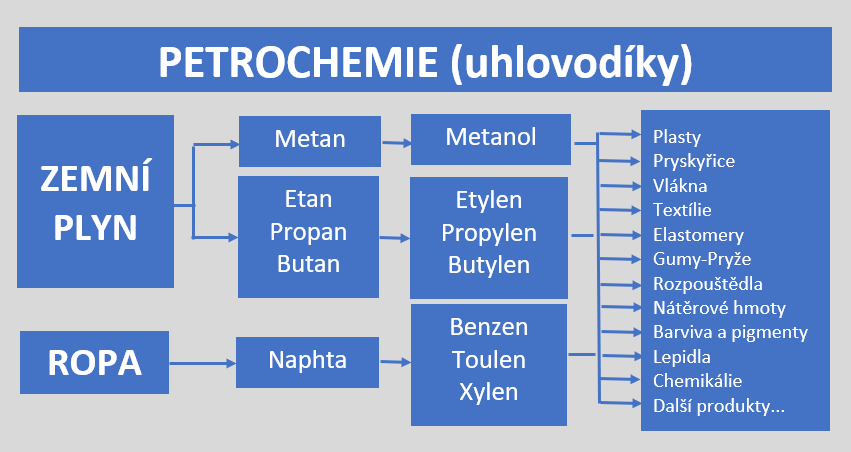 PETROCHEMIE (uhlovodíky)
ZEMNÍ
PLYN
Metan
Metanol
Etan
Propan
Butan
Etylen
Propylen
Butylen
ROPA
Naphta
Benzen
Toulen
Xylen
Plasty
Pryskyřice
Vlákna
Textílie
Elastomery
Gumy-Pryže
Rozpouštědla
Nátěrové hmoty
Barviva a pigmenty
Lepidla
Chemikálie
Další produkty...